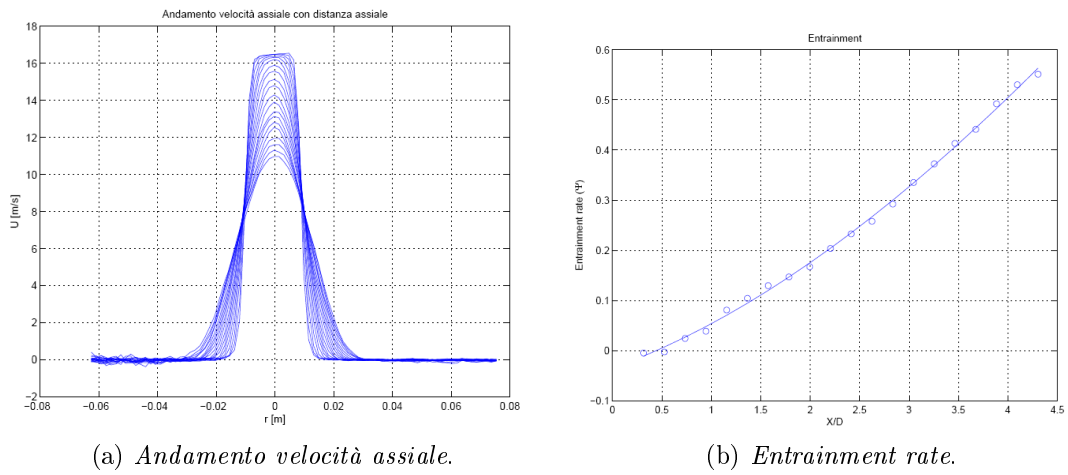 Andamento velocità assiale con distanza assiale
18
16
14
12
10
8
6
4
2
0
−2
U [m/s]
−0.08 −0.06 −0.04 −0.02 0 0.02 0.04 0.06 0.08
r [m]
(a) Andamento velocità assiale.
Entrainment
0.6
0.5
0.4
0.3
0.2
0.1
0
−0.1
Entrainment rate (Ψ)
0 0.5 1 1.5 2 2.5 3 3.5 4 4.5
X/D
(b) Entrainment rate.